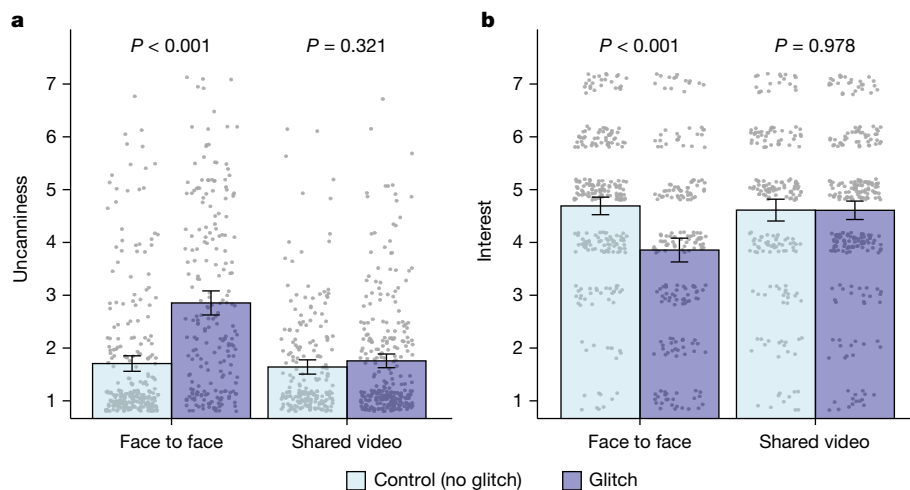 a
P < 0.001
P = 0.321
Uncanniness
7
6
5
4
3
2
1
Face to face
Shared video
b
P < 0.001
P = 0.978
Interest
7
6
5
4
3
2
1
Face to face
Shared video
Control (no glitch)
Glitch